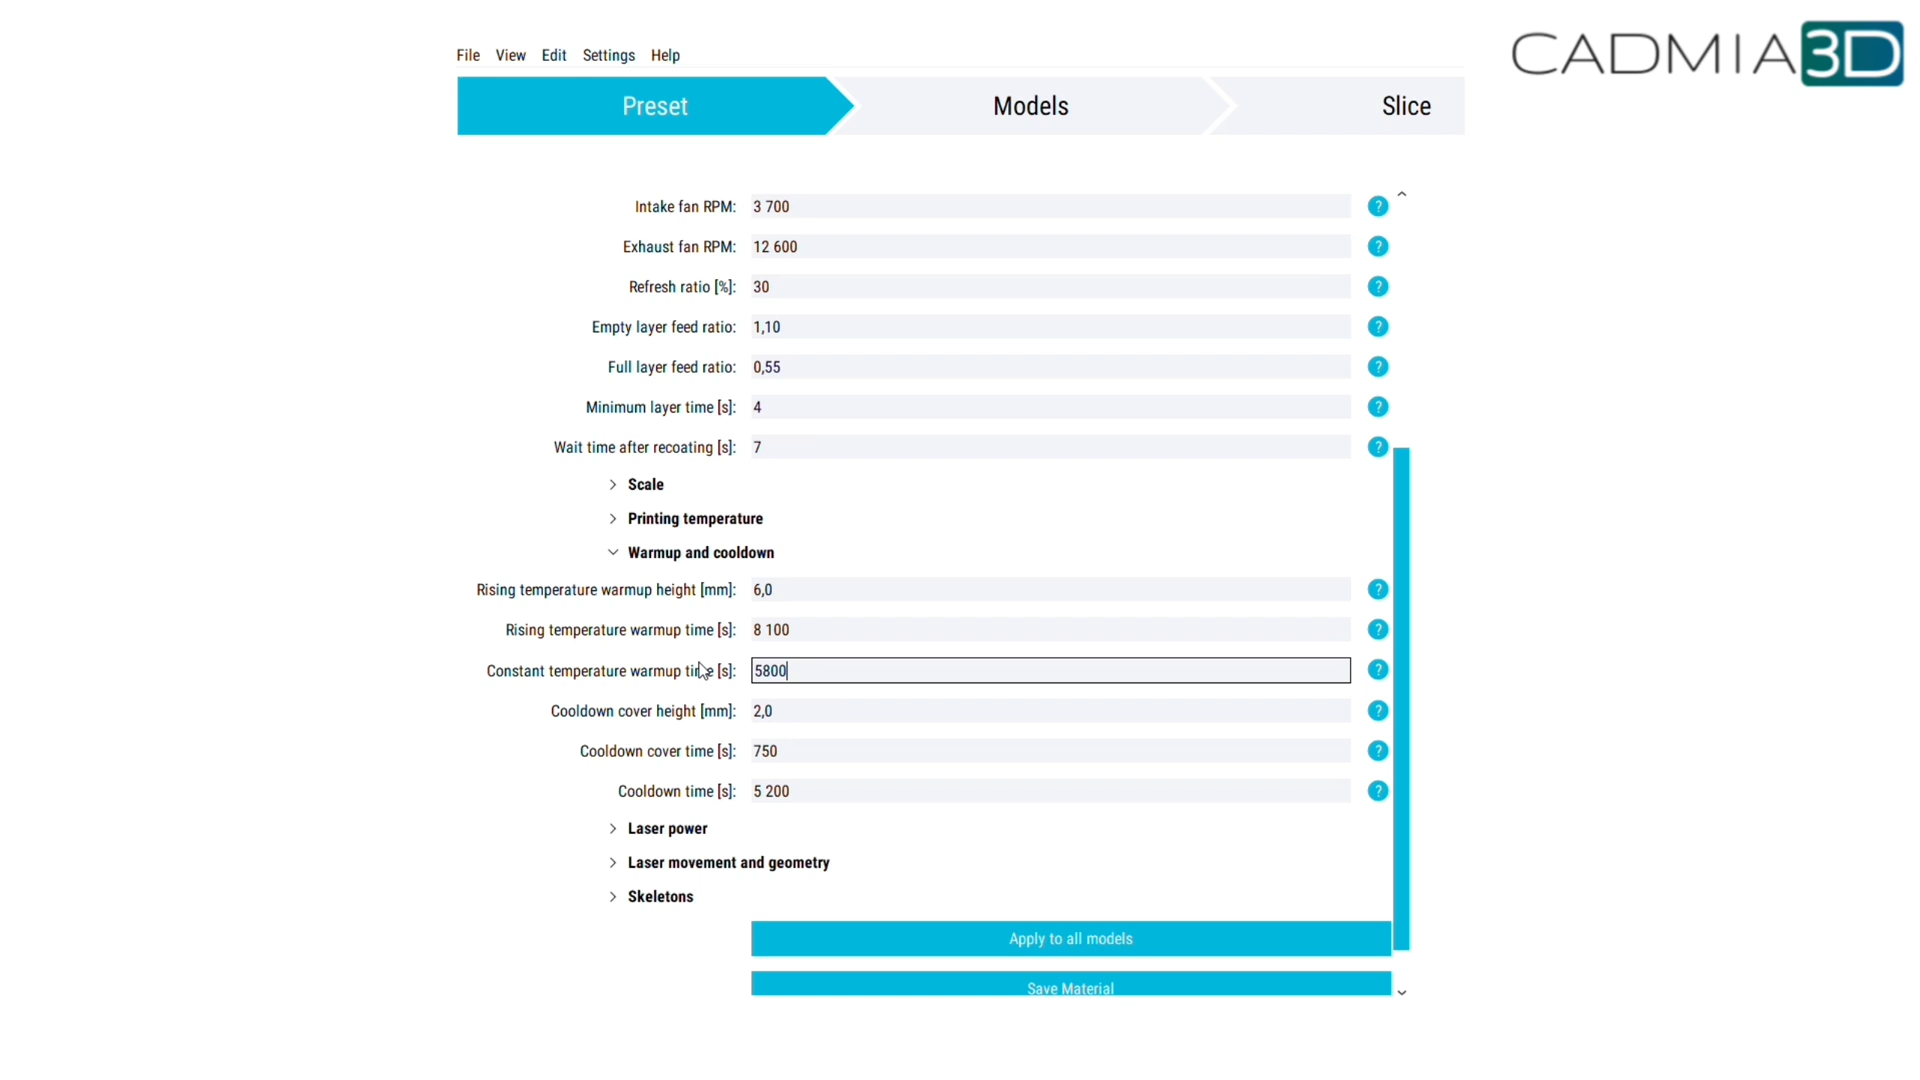 CADMIA3D
File View Edit Settings Help
Preset Models Slice
Intake fan RPM: 3 700 ?
Exhaust fan RPM: 12 600 ?
Refresh ratio [%]: 30 ?
Empty layer feed ratio: 1,10 ?
Full layer feed ratio: 0,55 ?
Minimum layer time [s]: 4 ?
Wait time after recoating [s]: 7 ?
Scale
Printing temperature
Warmup and cooldown
Rising temperature warmup height [mm]: 6,0 ?
Rising temperature warmup time [s]: 8 100 ?
Constant temperature warmup time [s]: 5800 ?
Cooldown cover height [mm]: 2,0 ?
Cooldown cover time [s]: 750 ?
Cooldown time [s]: 5 200 ?
Laser power
Laser movement and geometry
Skeletons
Apply to all models
Save Material